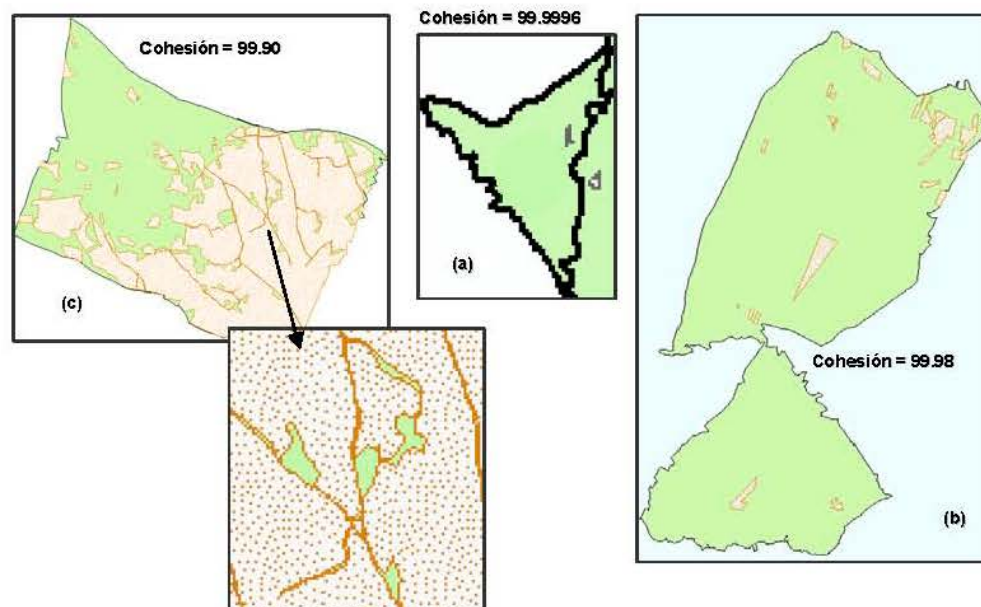 Cohesión = 99.9996
Cohesión = 99.90
(a)
(c)
Cohesión = 99.98
(b)